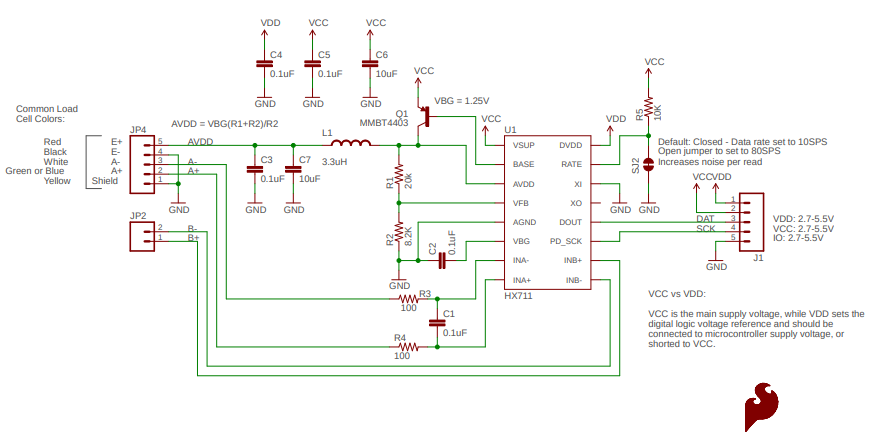 VDD
VCC
VCC
C4
0.1uF
GND
C5
0.1uF
GND
C6
10uF
GND
VCC
VBG = 1.25V
Q1
MMBT4403
VCC
VDD
VCC
R5
10K
Common Load
Cell Colors:
JP4
AVDD = VBG(R1+R2)/R2
L1
3.3uH
U1
Red
Black
White
Green or Blue
Yellow
E+
E-
A-
A+
Shield
5
4
3
2
1
AVDD
A-
A+
GND
C3
0.1uF
GND
C7
10uF
GND
R1
20k
R2
8.2K
GND
C2
0.1uF
VSUP
BASE
AVDD
VFB
AGND
VBG
INA-
INA+
DVDD
RATE
XI
XO
DOUT
PD_SCK
INB+
INB-
HX711
GND
SJ2
GND
Default: Closed - Data rate set to 10SPS
Open jumper to set to 80SPS
Increases noise per read
VCC
VDD
DAT
SCK
1
2
3
4
5
GND
J1
VDD: 2.7-5.5V
VCC: 2.7-5.5V
IO: 2.7-5.5V
JP2
2
1
B-
B+
R3
100
C1
0.1uF
R4
100
VCC vs VDD:
VCC is the main supply voltage, while VDD sets the
digital logic voltage reference and should be
connected to microcontroller supply voltage, or
shorted to VCC.